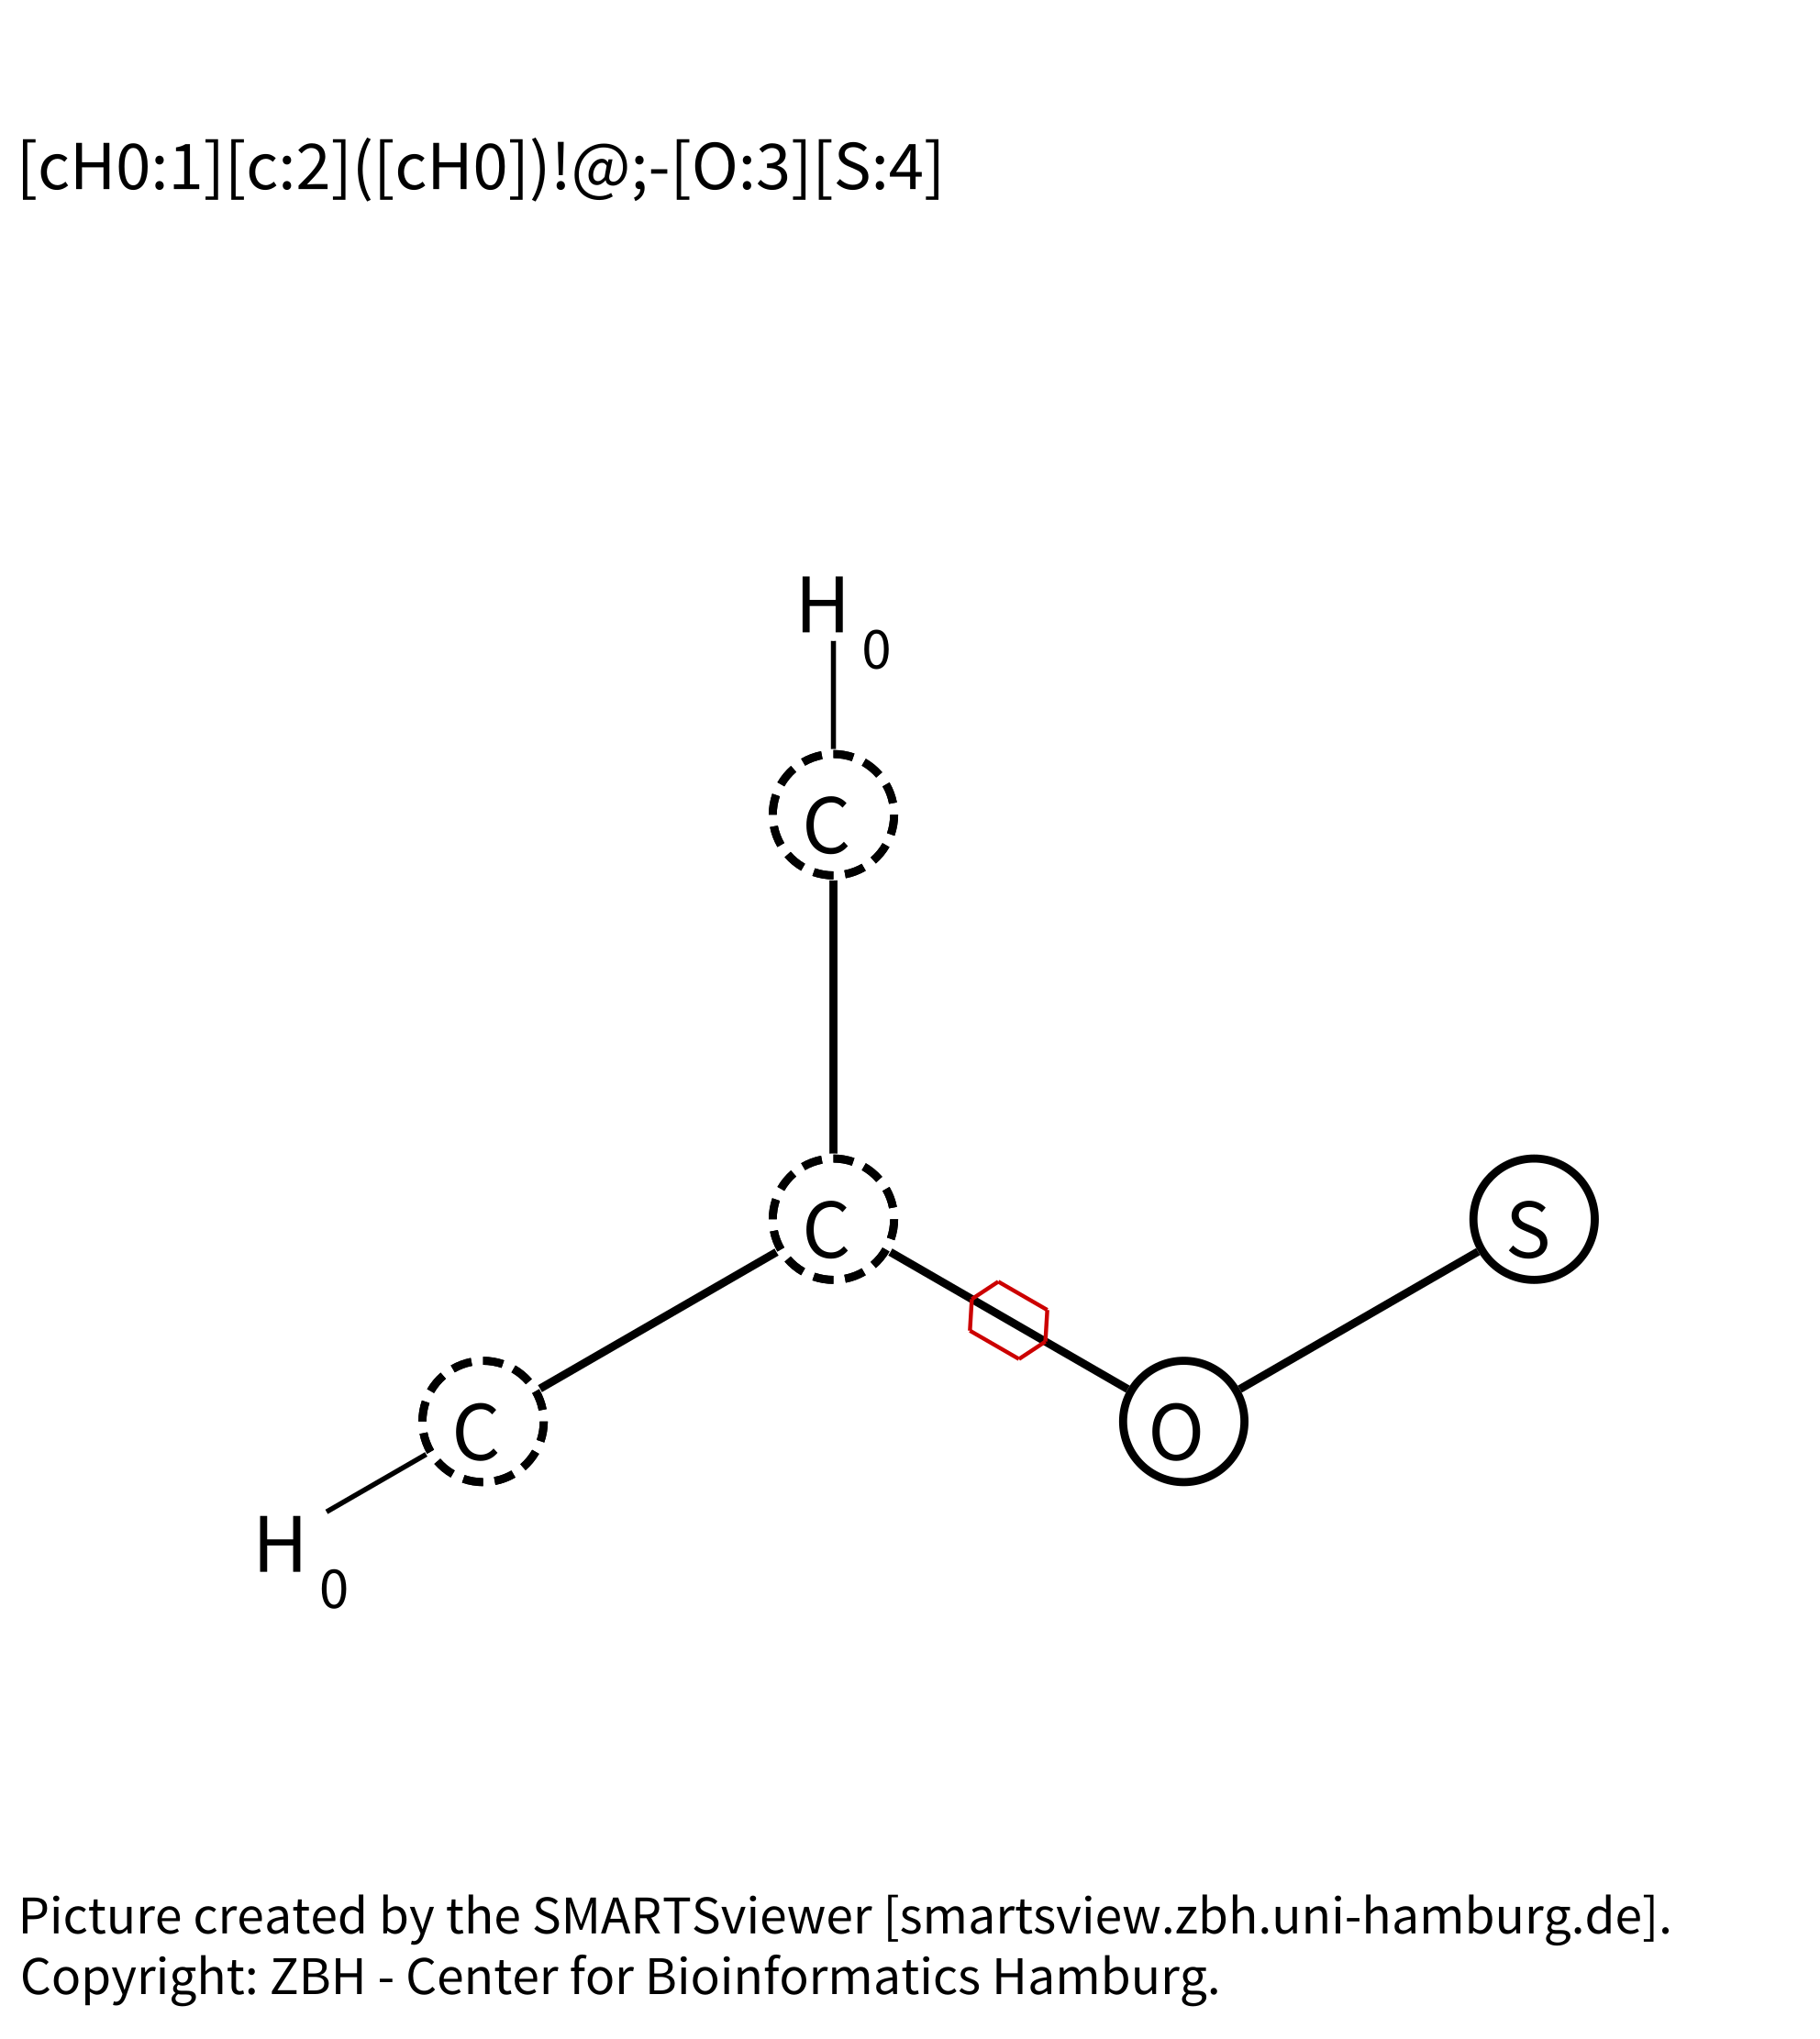 [cH0:1][c:2]([cH0])!@;-[O:3][S:4]
H
0
C
C
S
C
O
H
0
Picture created by the SMARTSviewer [smartsview.zbh.uni-hamburg.de].
Copyright: ZBH - Center for Bioinformatics Hamburg.